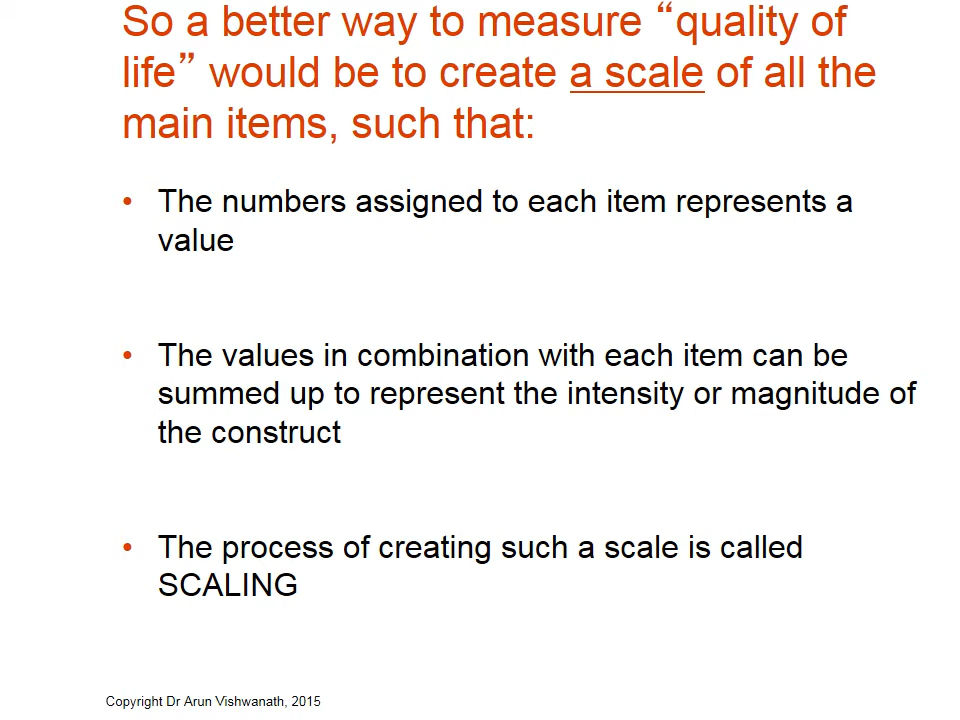 So a better way to measure “quality of
life” would be to create a scale of all the
main items, such that:
• The numbers assigned to each item represents a
value
• The values in combination with each item can be
summed up to represent the intensity or magnitude of
the construct
• The process of creating such a scale is called
SCALING
Copyright Dr Arun Vishwanath, 2015